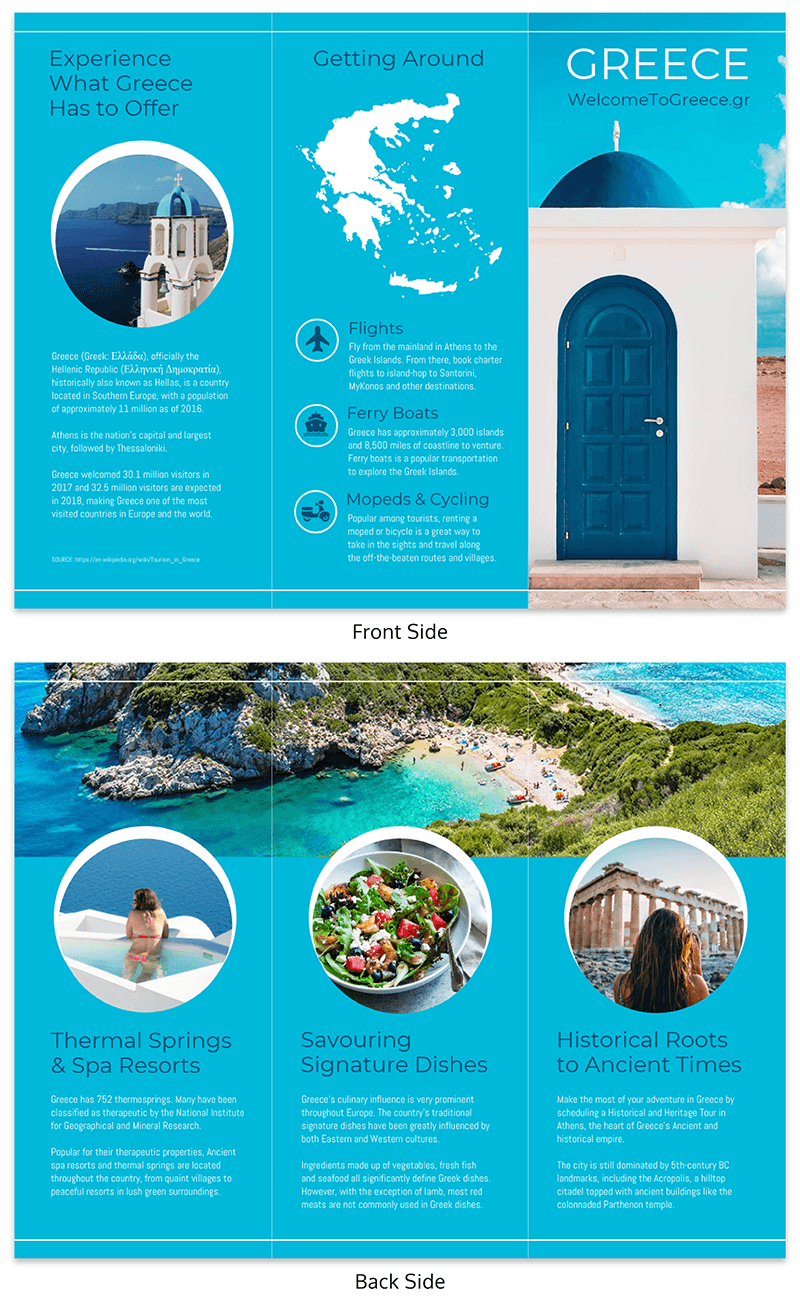 Experience
What Greece
Has to Offer
Greece (Greek: Ελλάδα), officially the
Hellenic Republic (Ελληνική Δημοκρατία),
historically also known as Hellas, is a country
located in Southern Europe, with a population
of approximately 11 million as of 2016.
Athens is the nation's capital and largest
city, followed by Thessaloniki.
Greece welcomed 30.1 million visitors in
2017 and 32.5 million visitors are expected
in 2018, making Greece one of the most
visited countries in Europe and the world.
SOURCE: https://en.wikipedia.org/wiki/Tourism_in_Greece
Getting Around
Flights
Fly from the mainland in Athens to the
Greek Islands. From there, book charter
flights to island-hop to Santorini,
MyKonos and other destinations.
Ferry Boats
Greece has approximately 3,000 islands
and 8,500 miles of coastline to venture.
Ferry boats is a popular transportation
to explore the Greek Islands.
Mopeds & Cycling
Popular among tourists, renting a
moped or bicycle is a great way to
take in the sights and travel along
the off-the-beaten routes and villages.
GREECE
WelcomeToGreece.gr
Front Side
Thermal Springs
& Spa Resorts
Greece has 752 thermosprings. Many have been
classified as therapeutic by the National Institute
for Geographical and Mineral Research.
Popular for their therapeutic properties, Ancient
spa resorts and thermal springs are located
throughout the country, from quaint villages to
peaceful resorts in lush green surroundings.
Savouring
Signature Dishes
Greece's culinary influence is very prominent
throughout Europe. The country's traditional
signature dishes have been greatly influenced by
both Eastern and Western cultures.
Ingredients made up of vegetables, fresh fish
and seafood all significantly define Greek dishes.
However, with the exception of lamb, most red
meats are not commonly used in Greek dishes.
Historical Roots
to Ancient Times
Make the most of your adventure in Greece by
scheduling a Historical and Heritage Tour in
Athens, the heart of Greece's Ancient and
historical empire.
The city is still dominated by 5th-century BC
landmarks, including the Acropolis, a hilltop
citadel topped with ancient buildings like the
colonnaded Parthenon temple.
Back Side